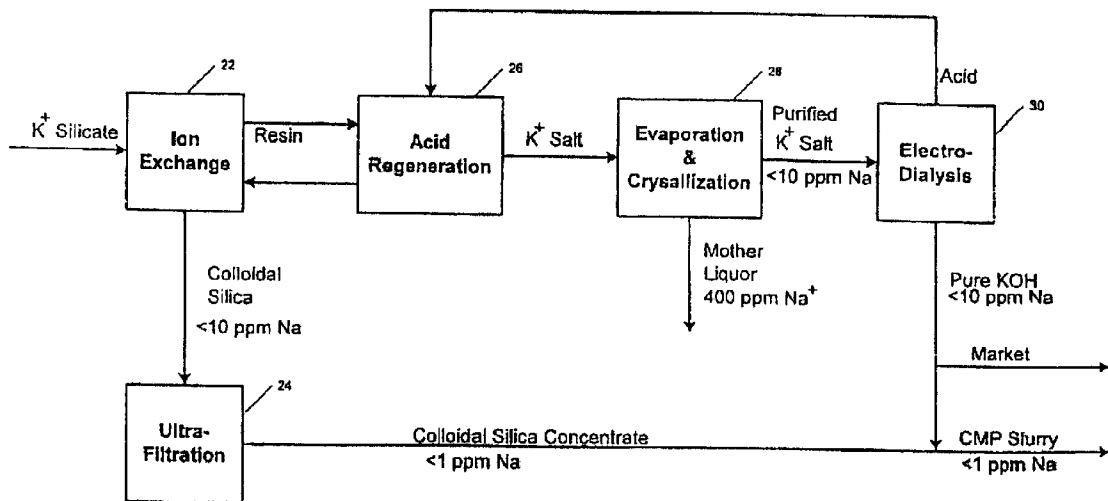 22
K+ Silicate
Ion
Exchange
Resin
26
Acid
Regeneration
K+ Salt
28
Evaporation
&
Crysallization
Purified
K+ Salt
<10 ppm Na
Acid
30
Electro-
Dialysis
Colloidal
Silica
<10 ppm Na
Mother
Liquor
400 ppm Na+
Pure KOH
<10 ppm Na
Market
24
Ultra-
Filtration
Colloidal Silica Concentrate
<1 ppm Na
CMP Slurry
<1 ppm Na